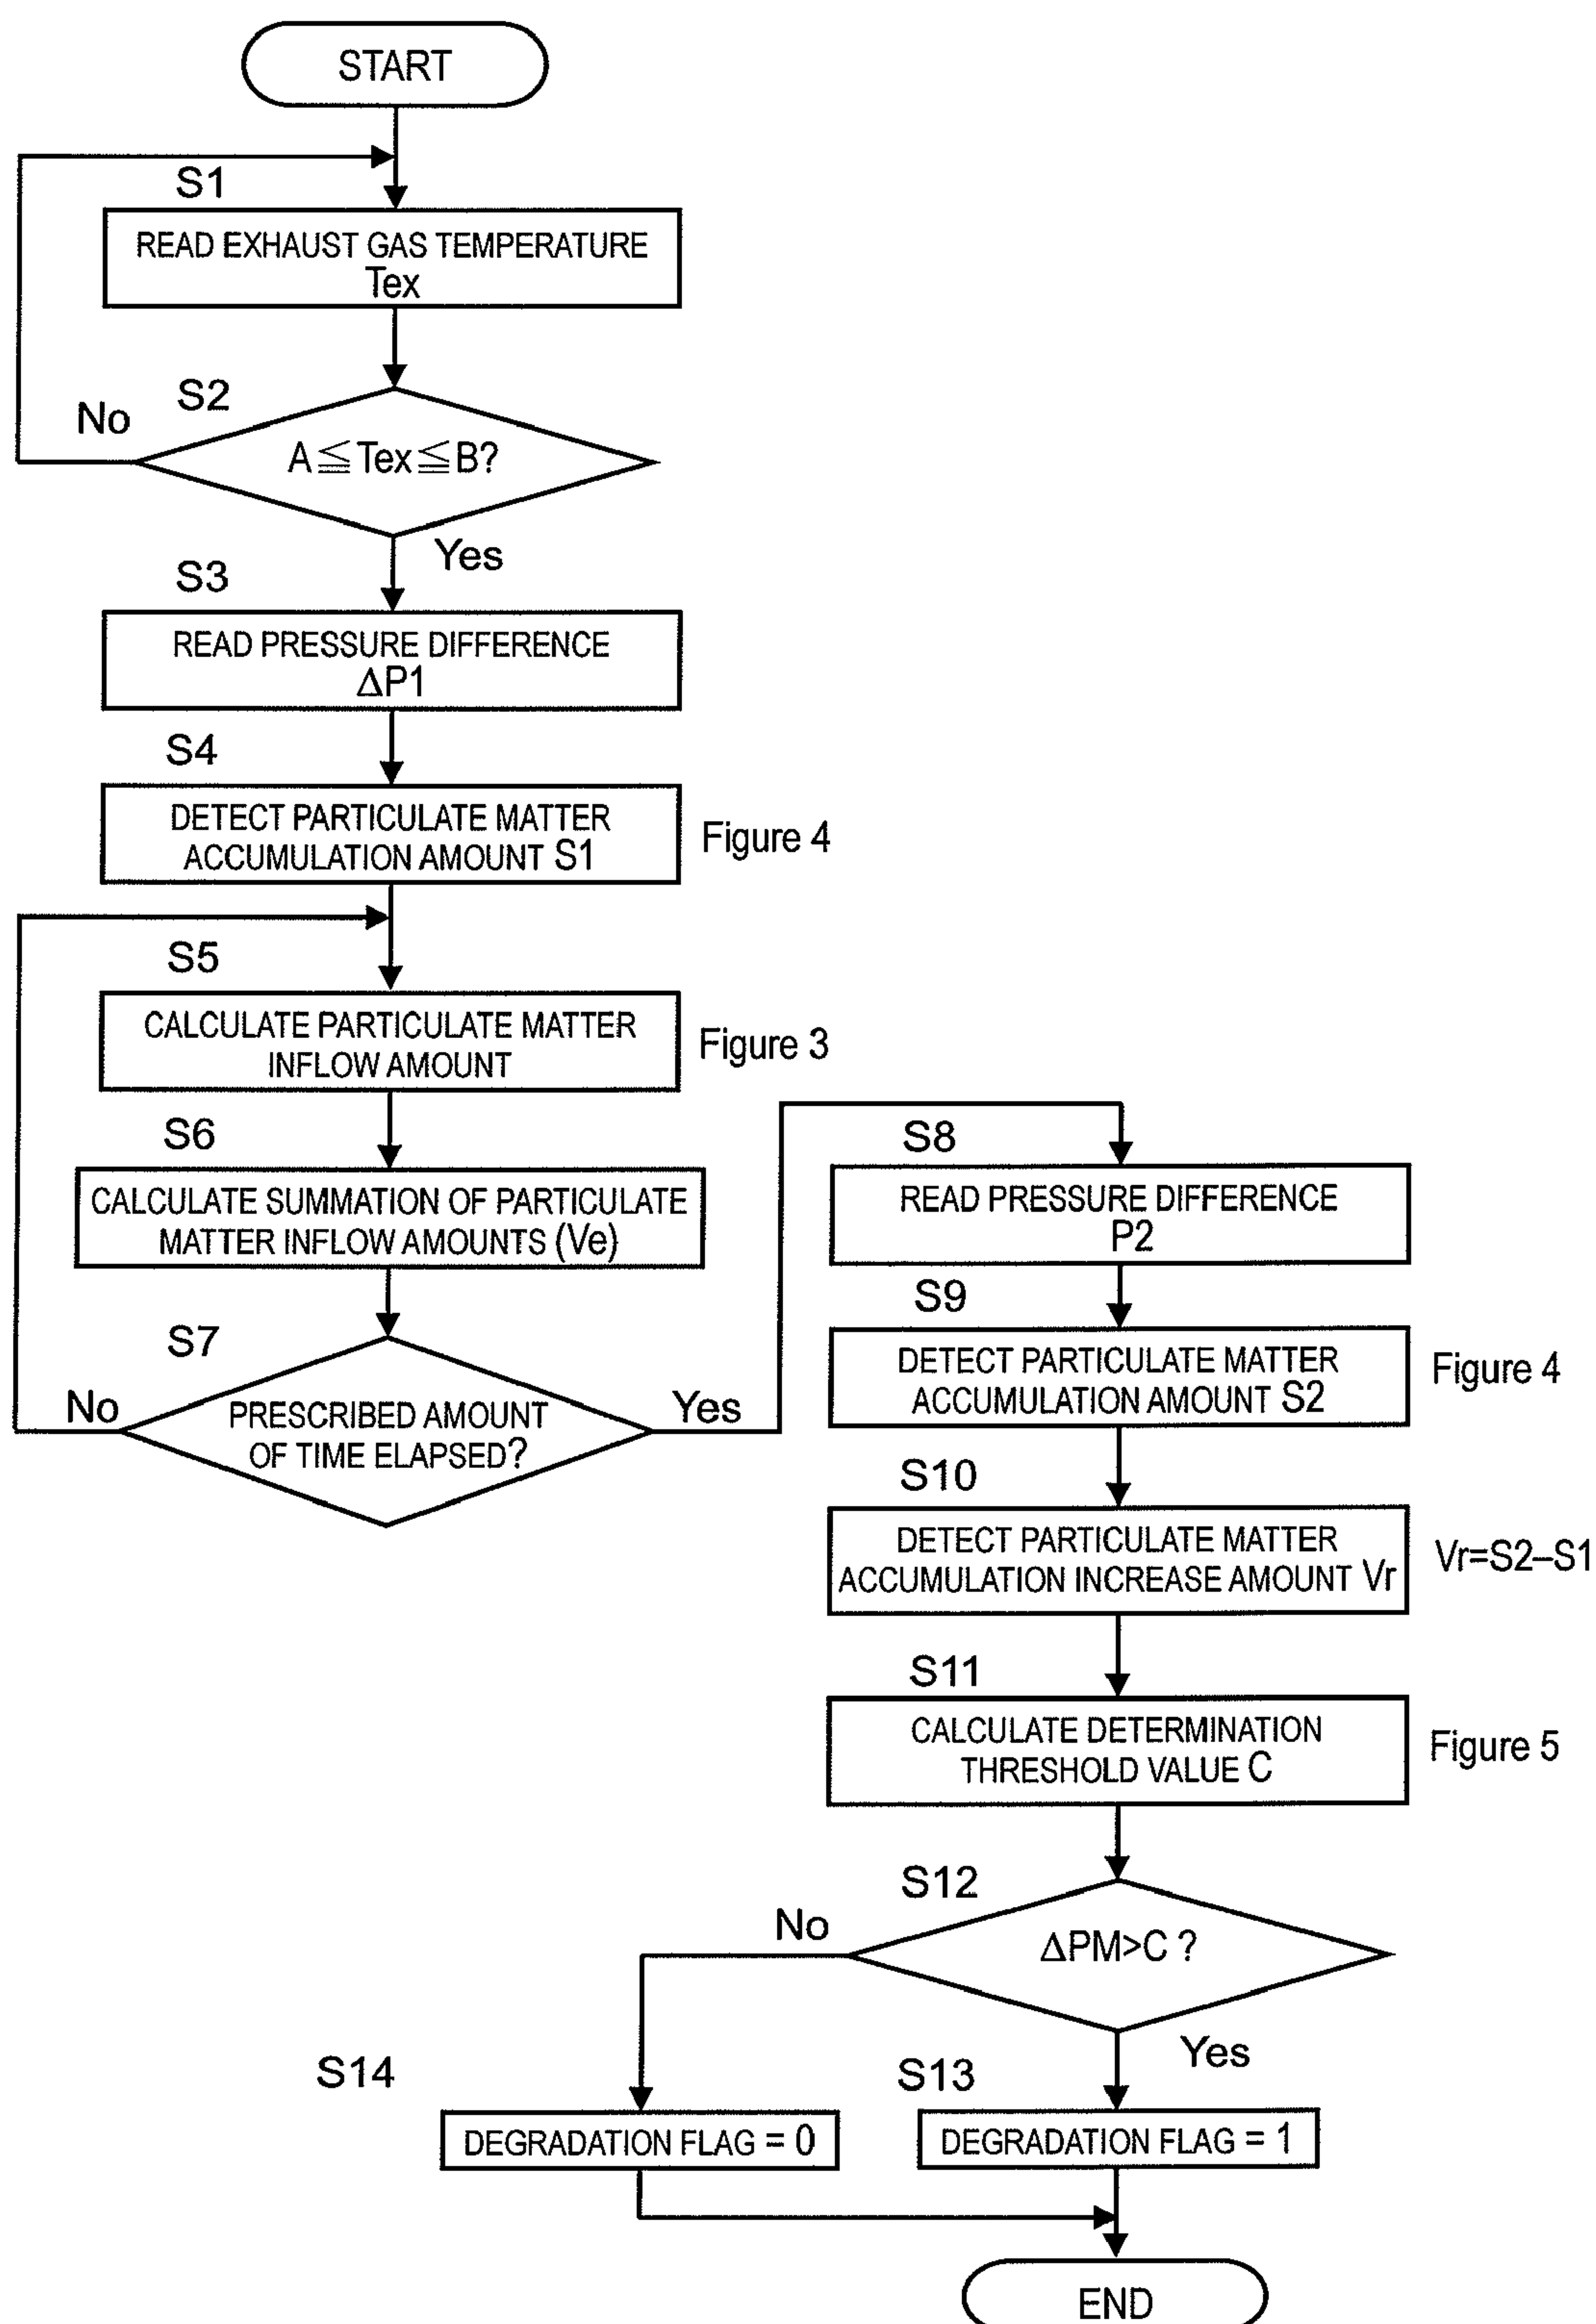 START
S1
READ EXHAUST GAS TEMPERATURE
Tex
S2
No
A≦Tex≦B?
Yes
S3
READ PRESSURE DIFFERENCE
ΔP1
S4
DETECT PARTICULATE MATTER
ACCUMULATION AMOUNT S1
Figure 4
S5
CALCULATE PARTICULATE MATTER
INFLOW AMOUNT
Figure 3
S6
CALCULATE SUMMATION OF PARTICULATE
MATTER INFLOW AMOUNTS (Ve)
S7
No
PRESCRIBED AMOUNT
OF TIME ELAPSED?
Yes
S8
READ PRESSURE DIFFERENCE
P2
S9
DETECT PARTICULATE MATTER
ACCUMULATION AMOUNT S2
Figure 4
S10
DETECT PARTICULATE MATTER
ACCUMULATION INCREASE AMOUNT Vr
Vr=S2–S1
S11
CALCULATE DETERMINATION
THRESHOLD VALUE C
Figure 5
S12
No
ΔPM>C ?
Yes
S14
DEGRADATION FLAG = 0
S13
DEGRADATION FLAG = 1
END